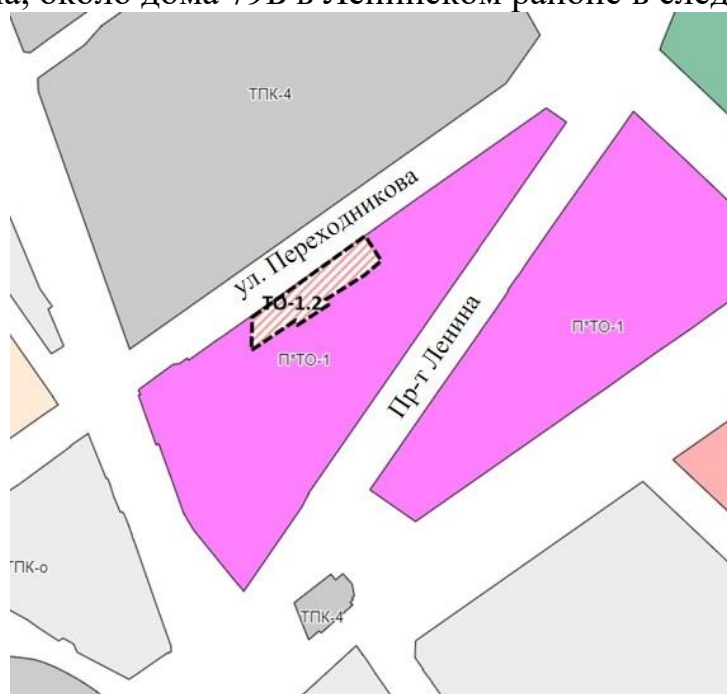 около дома 79В в Ленинском районе в след
ТПК-4
ул. Переходникова
ТО-1.2
П*ТО-1
П*ТО-1
Пр-т Ленина
ТПК-о
ТПК-4